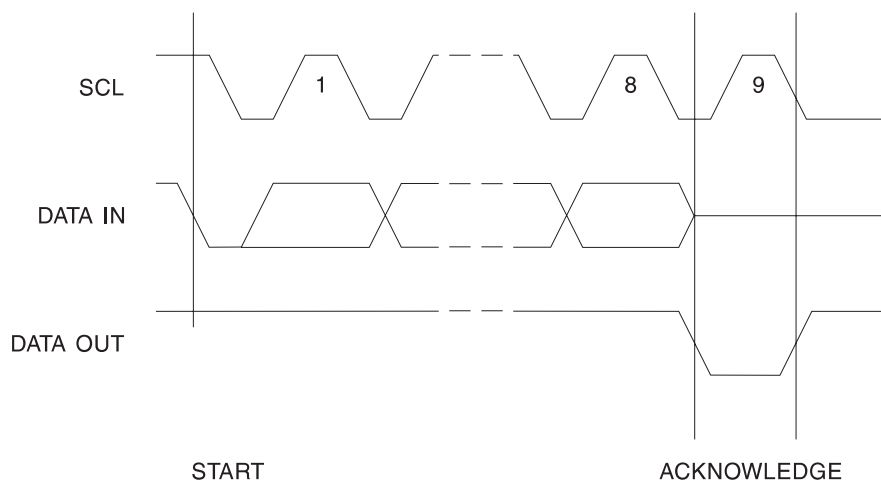 SCL 1 8 9
DATA IN
DATA OUT
START ACKNOWLEDGE